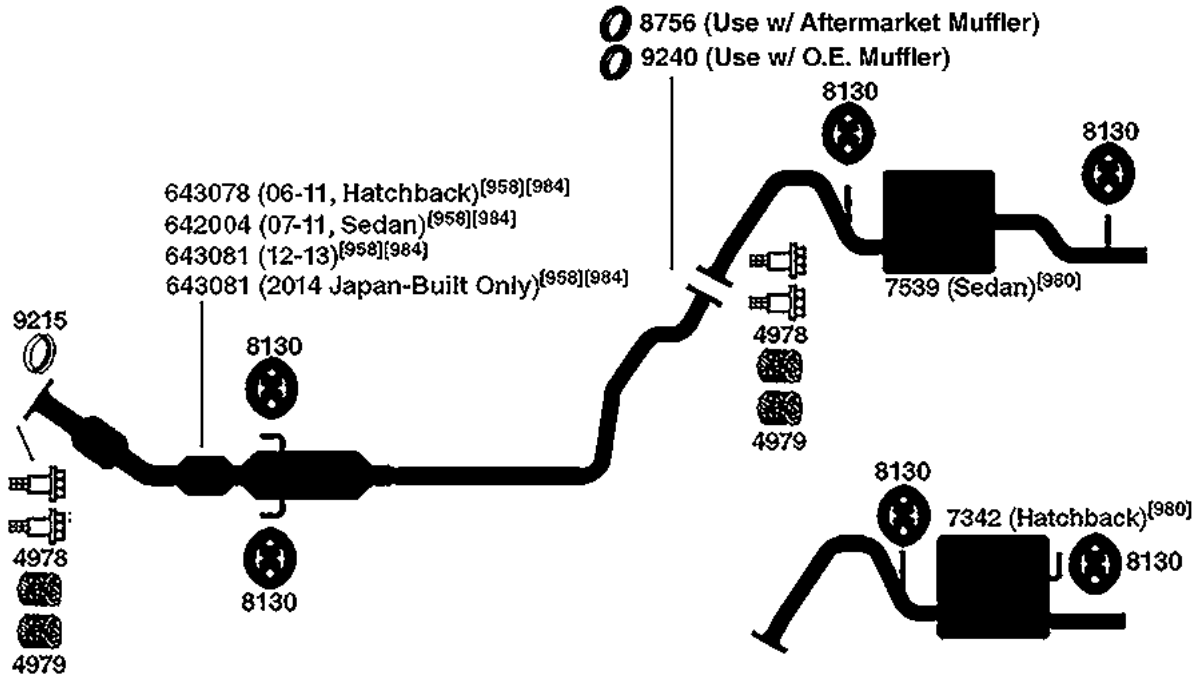 8756 (Use w/ Aftermarket Muffler)
9240 (Use w/ O.E. Muffler)
8130
8130
643078 (06-11, Hatchback)[958][984]
642004 (07-11, Sedan)[958][984]
643081 (12-13)[958][984]
643081 (2014 Japan-Built Only)[958][984]
7539 (Sedan)[980]
9215
8130
4978
4979
8130
7342 (Hatchback)[980]
8130
4978
8130
4979